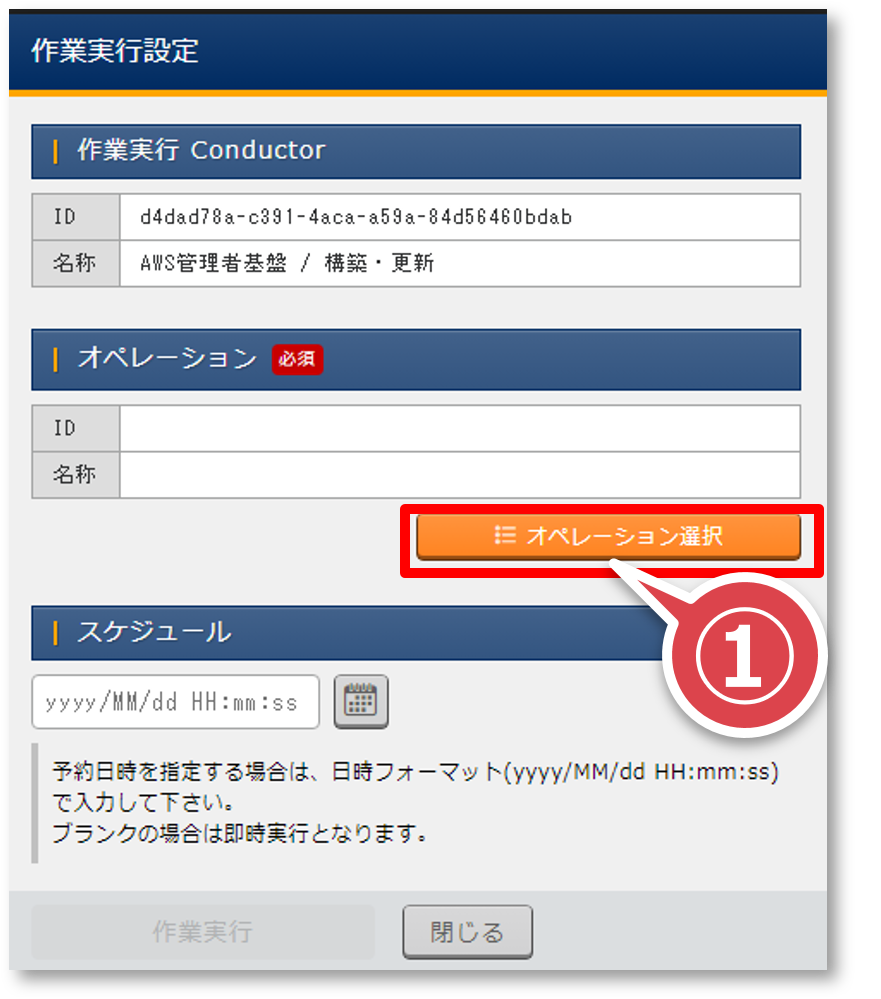 作業実行設定
作業実行 Conductor
ID d4dad78a-c391-4aca-a59a-84d56460bdab
名称 AWS管理者基盤 / 構築・更新
オペレーション 必須
ID
名称
オペレーション選択
1
スケジュール
yyyy/MM/dd HH:mm:ss
予約日時を指定する場合は、日時フォーマット(yyyy/MM/dd HH:mm:ss)
で入力して下さい。
ブランクの場合は即時実行となります。
作業実行 閉じる